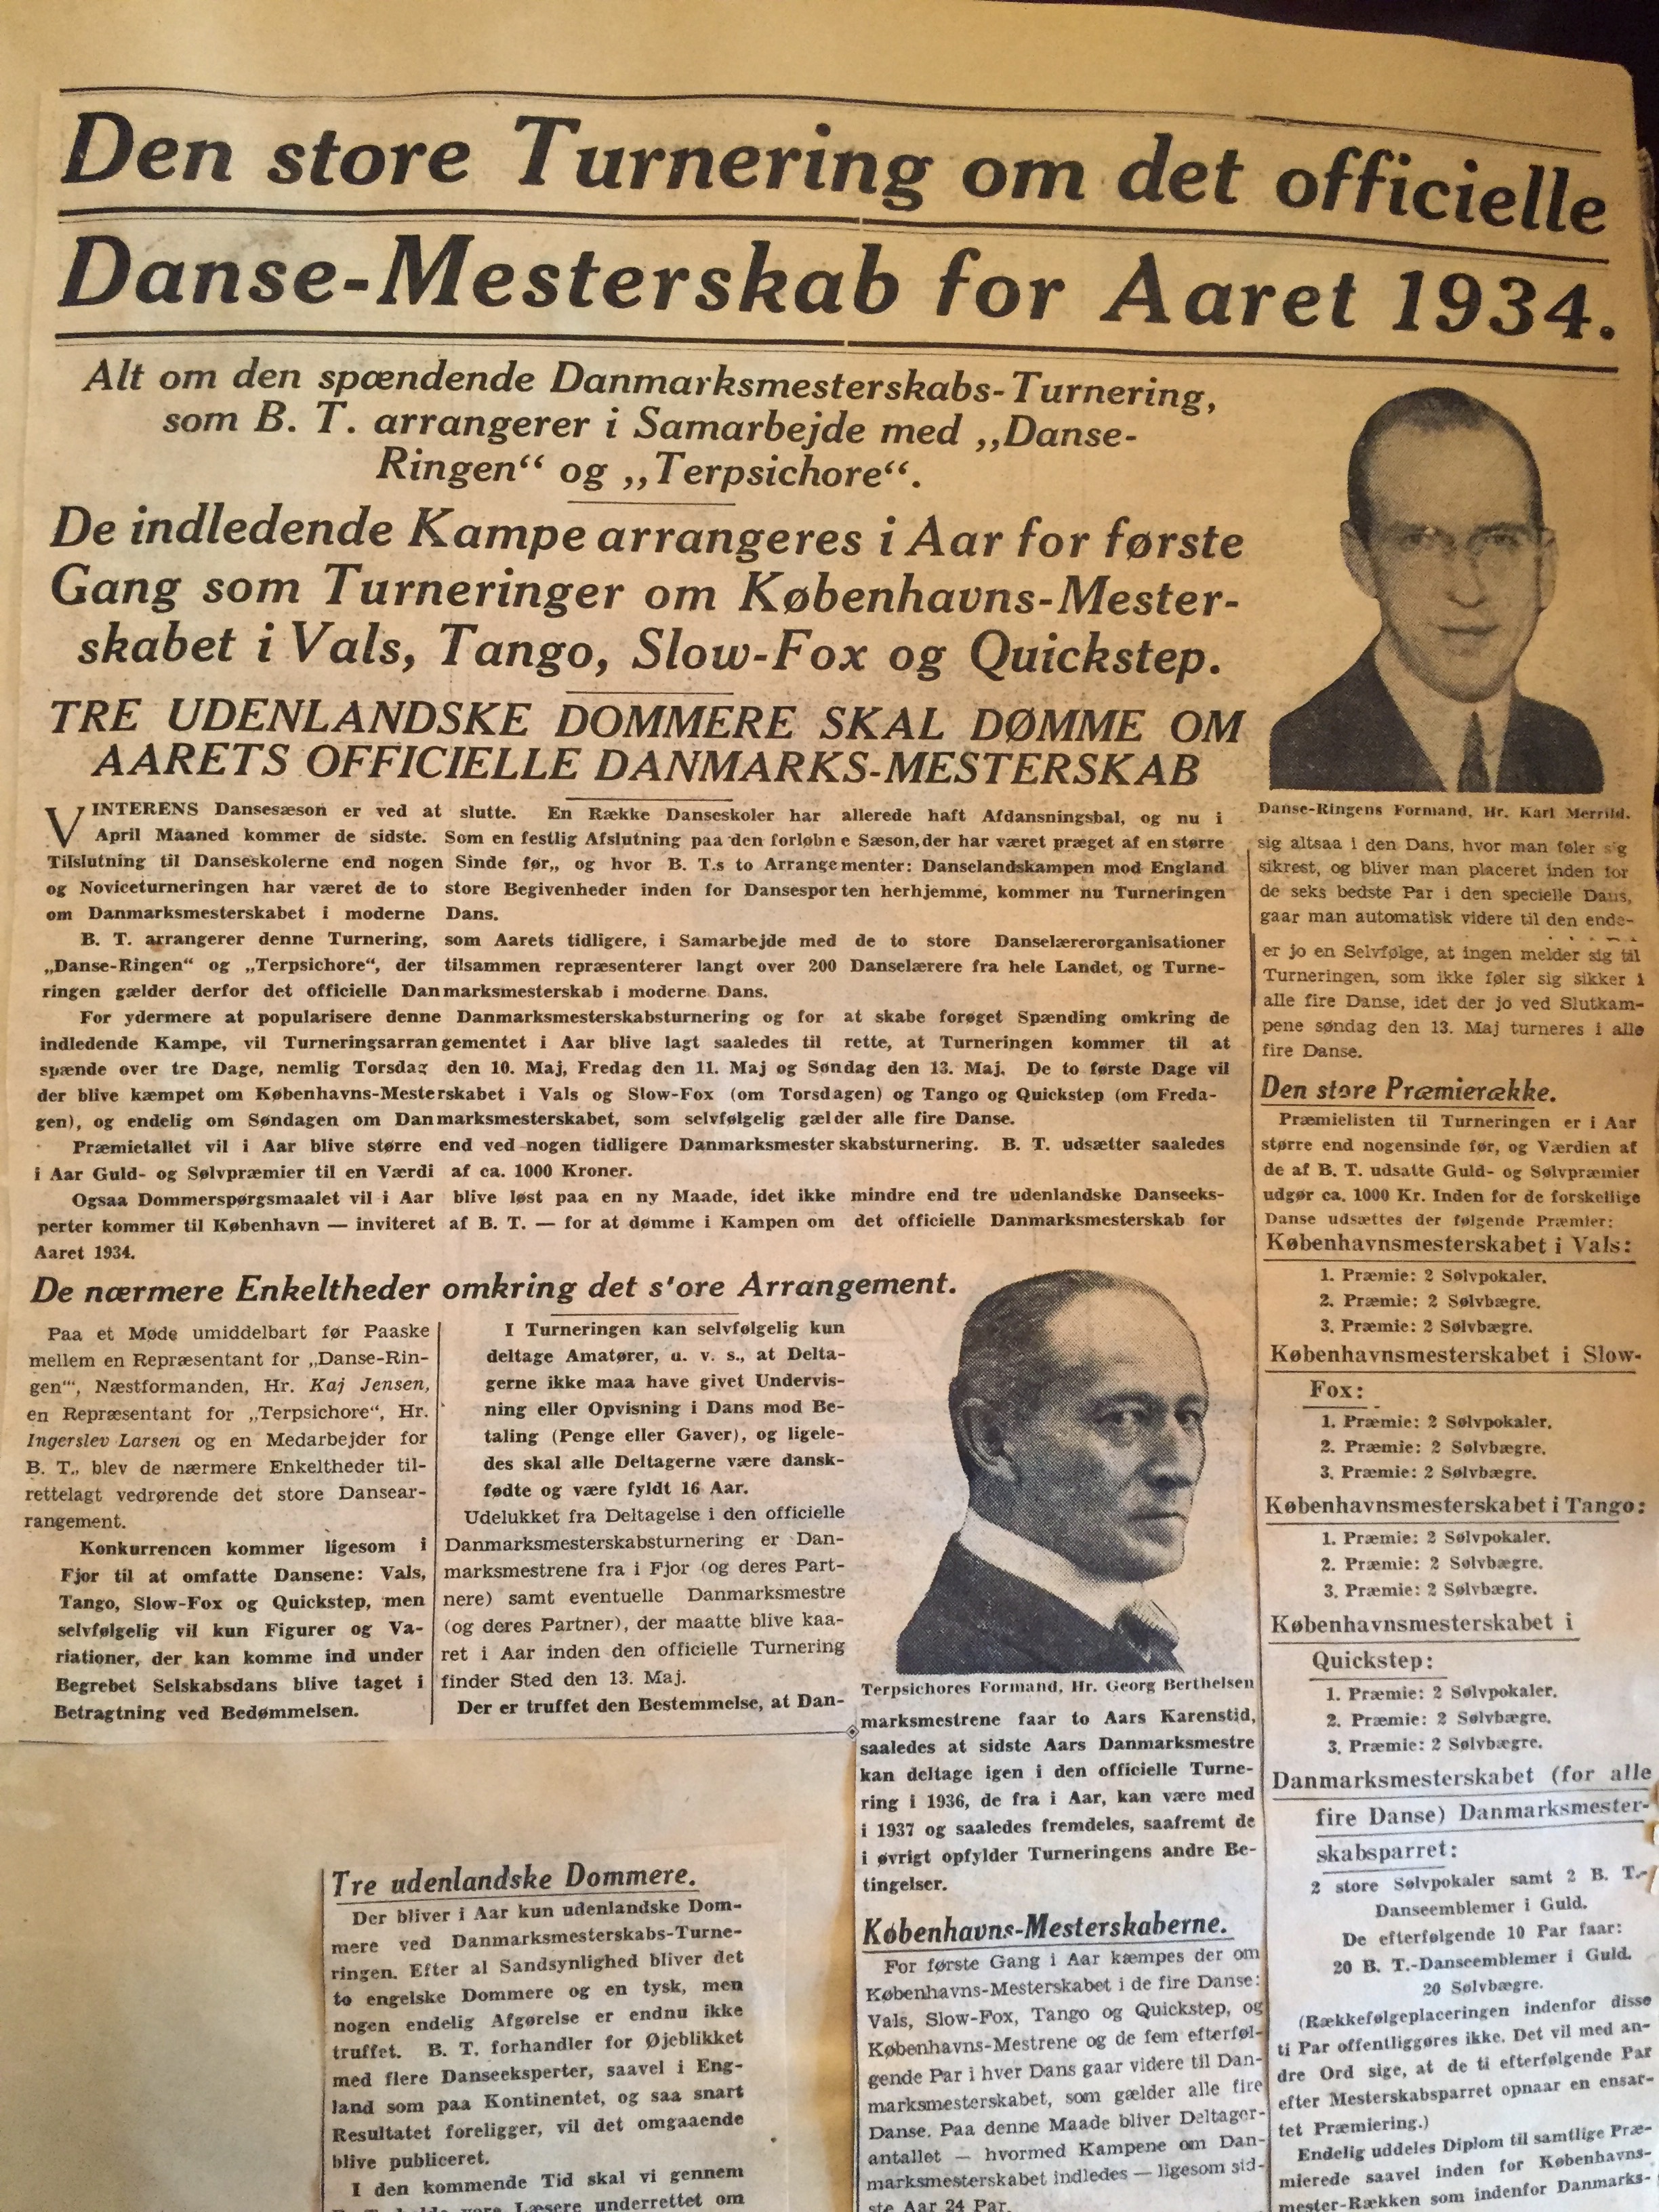 Den store Turnering om det officielle
Danse-Mesterskab for Aaret 1934.
Alt om den spændende Danmarksmesterskabs-Turnering,
som B. T. arrangerer i Samarbejde med „Danse-
Ringen“ og „Terpsichore“.
De indledende Kampe arrangeres i Aar for første
Gang som Turneringer om Københavns-Mester-
skabet i Vals, Tango, Slow-Fox og Quickstep.
TRE UDENLANDSKE DOMMERE SKAL DØMME OM
AARETS OFFICIELLE DANMARKS-MESTERSKAB
VINTERENS Dansesæson er ved at slutte. En Række Danseskoler har allerede haft Afdansningsbal, og nu i
April Maaned kommer de sidste. Som en festlig Afslutning paa den forløbne Sæson, der har været præget af en større
Tilslutning til Danseskolerne end nogen Sinde før,, og hvor B. T.s to Arrangementer: Danselandskampen mod England
og Noviceturneringen har været de to store Begivenheder inden for Dansesporten herhjemme, kommer nu Turneringen
om Danmarksmesterskabet i moderne Dans.
B. T. arrangerer denne Turnering, som Aarets tidligere, i Samarbejde med de to store Danselærerorganisationer
„Danse-Ringen“ og „Terpsichore“, der tilsammen repræsenterer langt over 200 Danselærere fra hele Landet, og Turne-
ringen gælder derfor det officielle Danmarksmesterskab i moderne Dans.
For ydermere at popularisere denne Danmarksmesterskabsturnering og for at skabe forøget Spænding omkring de
indledende Kampe, vil Turneringsarrangementet i Aar blive lagt saaledes til rette, at Turneringen kommer til at
spænde over tre Dage, nemlig Torsdag den 10. Maj, Fredag den 11. Maj og Søndag den 13. Maj. De to første Dage vil
der blive kæmpet om Københavns-Mesterskabet i Vals og Slow-Fox (om Torsdagen) og Tango og Quickstep (om Freda-
gen), og endelig om Søndagen om Danmarksmesterskabet, som selvfølgelig gælder alle fire Danse.
Præmietallet vil i Aar blive større end ved nogen tidligere Danmarksmesterskabsturnering. B. T. udsætter saaledes
i Aar Guld- og Sølvpræmier til en Værdi af ca. 1000 Kroner.
Ogsaa Dommerspørgsmaalet vil i Aar blive løst paa en ny Maade, idet ikke mindre end tre udenlandske Danseeks-
perter kommer til København — inviteret af B. T. — for at dømme i Kampen om det officielle Danmarksmesterskab for
Aaret 1934.
De nærmere Enkeltheder omkring det s'ore Arrangement.
Paa et Møde umiddelbart før Paaske
mellem en Repræsentant for „Danse-Rin-
gen“, Næstformanden, Hr. Kaj Jensen,
en Repræsentant for „Terpsichore“, Hr.
Ingerslev Larsen og en Medarbejder for
B. T., blev de nærmere Enkeltheder til-
rettelagt vedrørende det store Dansear-
rangement.
Konkurrencen kommer ligesom i
Fjor til at omfatte Dansene: Vals,
Tango, Slow-Fox og Quickstep, men
selvfølgelig vil kun Figurer og Va-
riationer, der kan komme ind under
Begrebet Selskabsdans blive taget i
Betragtning ved Bedømmelsen.
I Turneringen kan selvfølgelig kun
deltage Amatører, u. v. s., at Delta-
gerne ikke maa have givet Undervis-
ning eller Opvisning i Dans mod Be-
taling (Penge eller Gaver), og ligele-
des skal alle Deltagerne være dansk-
fødte og være fyldt 16 Aar.
Udelukket fra Deltagelse i den officielle
Danmarksmesterskabsturnering er Dan-
marksmestrene fra i Fjor (og deres Part-
nere) samt eventuelle Danmarksmestre
(og deres Partner), der maatte blive kaa-
ret i Aar inden den officielle Turnering
finder Sted den 13. Maj.
Der er truffet den Bestemmelse, at Dan-
Terpsichores Formand, Hr. Georg Berthelsen
marksmestrene faar to Aars Karenstid,
saaledes at sidste Aars Danmarksmestre
kan deltage igen i den officielle Turne-
ring i 1936, de fra i Aar, kan være med
i 1937 og saaledes fremdeles, saafremt de
i øvrigt opfylder Turneringens andre Be-
tingelser.
Københavns-Mesterskaberne.
For første Gang i Aar kæmpes der om
Københavns-Mesterskabet i de fire Danse:
Vals, Slow-Fox, Tango og Quickstep, og
Københavns-Mestrene og de fem efterføl-
gende Par i hver Dans gaar videre til Dan-
marksmesterskabet, som gælder alle fire
Danse. Paa denne Maade bliver Deltager-
antallet — hvormed Kampene om Dan-
marksmesterskabet indledes — ligesom sid-
ste Aar 24 Par.
Tre udenlandske Dommere.
Der bliver i Aar kun udenlandske Dom-
mere ved Danmarksmesterskabs-Turne-
ringen. Efter al Sandsynlighed bliver det
to engelske Dommere og en tysk, men
nogen endelig Afgørelse er endnu ikke
truffet. B. T. forhandler for Øjeblikket
med flere Danseeksperter, saavel i Eng-
land som paa Kontinentet, og saa snart
Resultatet foreligger, vil det omgaaende
blive publiceret.
I den kommende Tid skal vi gennem
vore Læsere underrettet om
Danse-Ringens Formand, Hr. Karl Merrild.
sig altsaa i den Dans, hvor man føler sig
sikrest, og bliver man placeret inden for
de seks bedste Par i den specielle Dans,
gaar man automatisk videre til den ende-
er jo en Selvfølge, at ingen melder sig til
Turneringen, som ikke føler sig sikker i
alle fire Danse, idet der jo ved Slutkam-
pene søndag den 13. Maj turneres i alle
fire Danse.
Den store Præmierække.
Præmielisten til Turneringen er i Aar
større end nogensinde før, og Værdien af
de af B. T. udsatte Guld- og Sølvpræmier
udgør ca. 1000 Kr. Inden for de forskellige
Danse udsættes der følgende Præmier:
Københavnsmesterskabet i Vals:
1. Præmie: 2 Sølvpokaler.
2. Præmie: 2 Sølvbægre.
3. Præmie: 2 Sølvbægre.
Københavnsmesterskabet i Slow-
Fox:
1. Præmie: 2 Sølvpokaler.
2. Præmie: 2 Sølvbægre.
3. Præmie: 2 Sølvbægre.
Københavnsmesterskabet i Tango:
1. Præmie: 2 Sølvpokaler.
2. Præmie: 2 Sølvbægre.
3. Præmie: 2 Sølvbægre.
Københavnsmesterskabet i
Quickstep:
1. Præmie: 2 Sølvpokaler.
2. Præmie: 2 Sølvbægre.
3. Præmie: 2 Sølvbægre.
Danmarksmesterskabet (for alle
fire Danse) Danmarksmester-
skabsparret:
2 store Sølvpokaler samt 2 B. T.-
Danseemblemer i Guld.
De efterfølgende 10 Par faar:
20 B. T.-Danseemblemer i Guld.
20 Sølvbægre.
(Rækkefølgeplaceringen indenfor disse
ti Par offentliggøres ikke. Det vil med an-
dre Ord sige, at de ti efterfølgende Par
efter Mesterskabsparret opnaar en ensar-
tet Præmiering.)
Endelig uddeles Diplom til samtlige Præ-
mierede saavel inden for Københavns-
mester-Rækken som indenfor Danmarks-